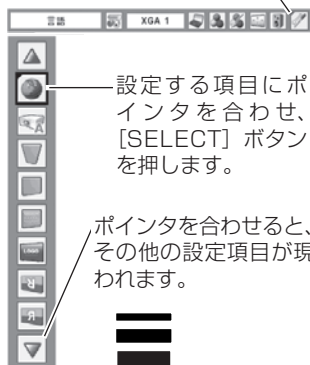 言語 XGA 1
設定する項目にポ
インタを合わせ、
［SELECT］ボタン
を押します。
ポインタを合わせると、
その他の設定項目が現
われます。
LOGO